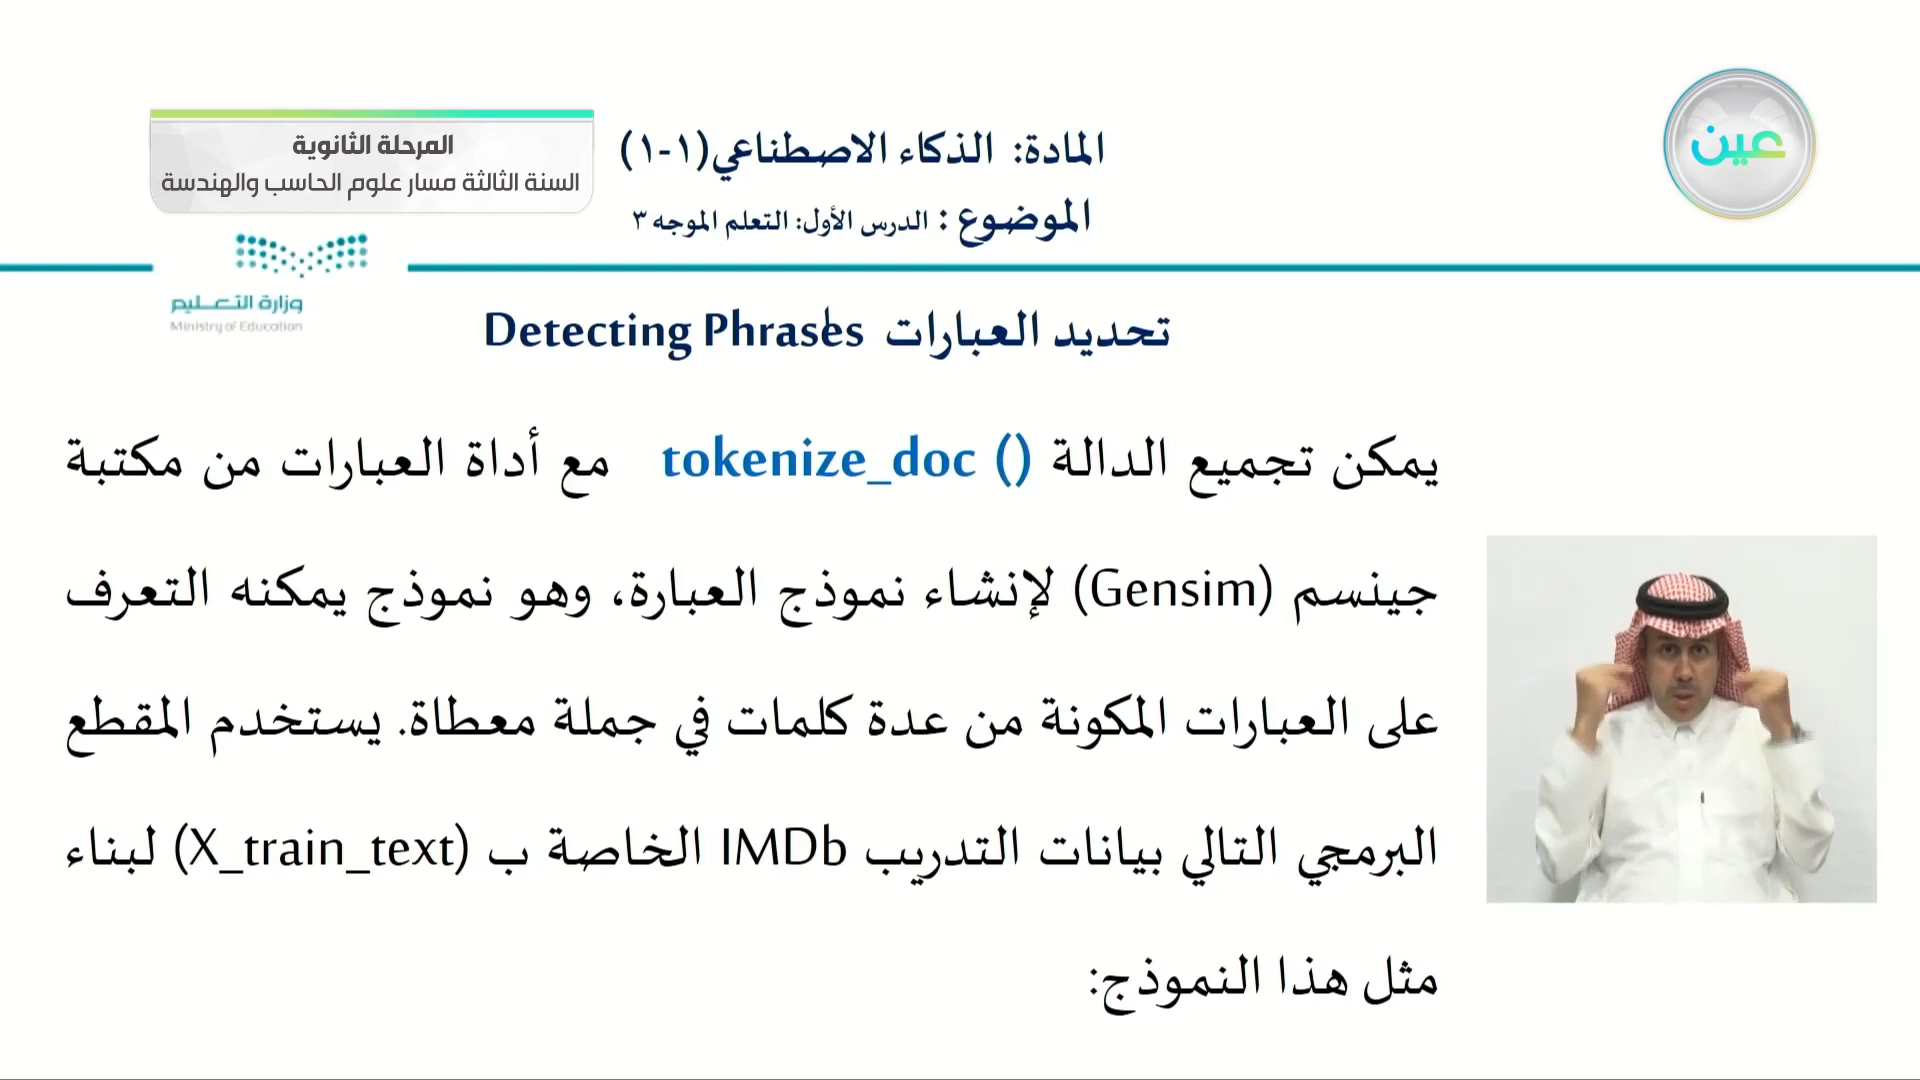 عين
المادة: الذكاء الاصطناعي(١-١)
الموضوع : الدرس الأول: التعلم الموجه ٣
المرحلة الثانوية
السنة الثالثة مسار علوم الحاسب والهندسة
وزارة التعليم
Ministry of Education
تحديد العبارات Detecting Phrases
يمكن تجميع الدالة tokenize_doc () مع أداة العبارات من مكتبة
جينسم (Gensim) لإنشاء نموذج العبارة، وهو نموذج يمكنه التعرف
على العبارات المكونة من عدة كلمات في جملة معطاة. يستخدم المقطع
البرمجي التالي بيانات التدريب IMDb الخاصة ب (X_train_text) لبناء
مثل هذا النموذج: